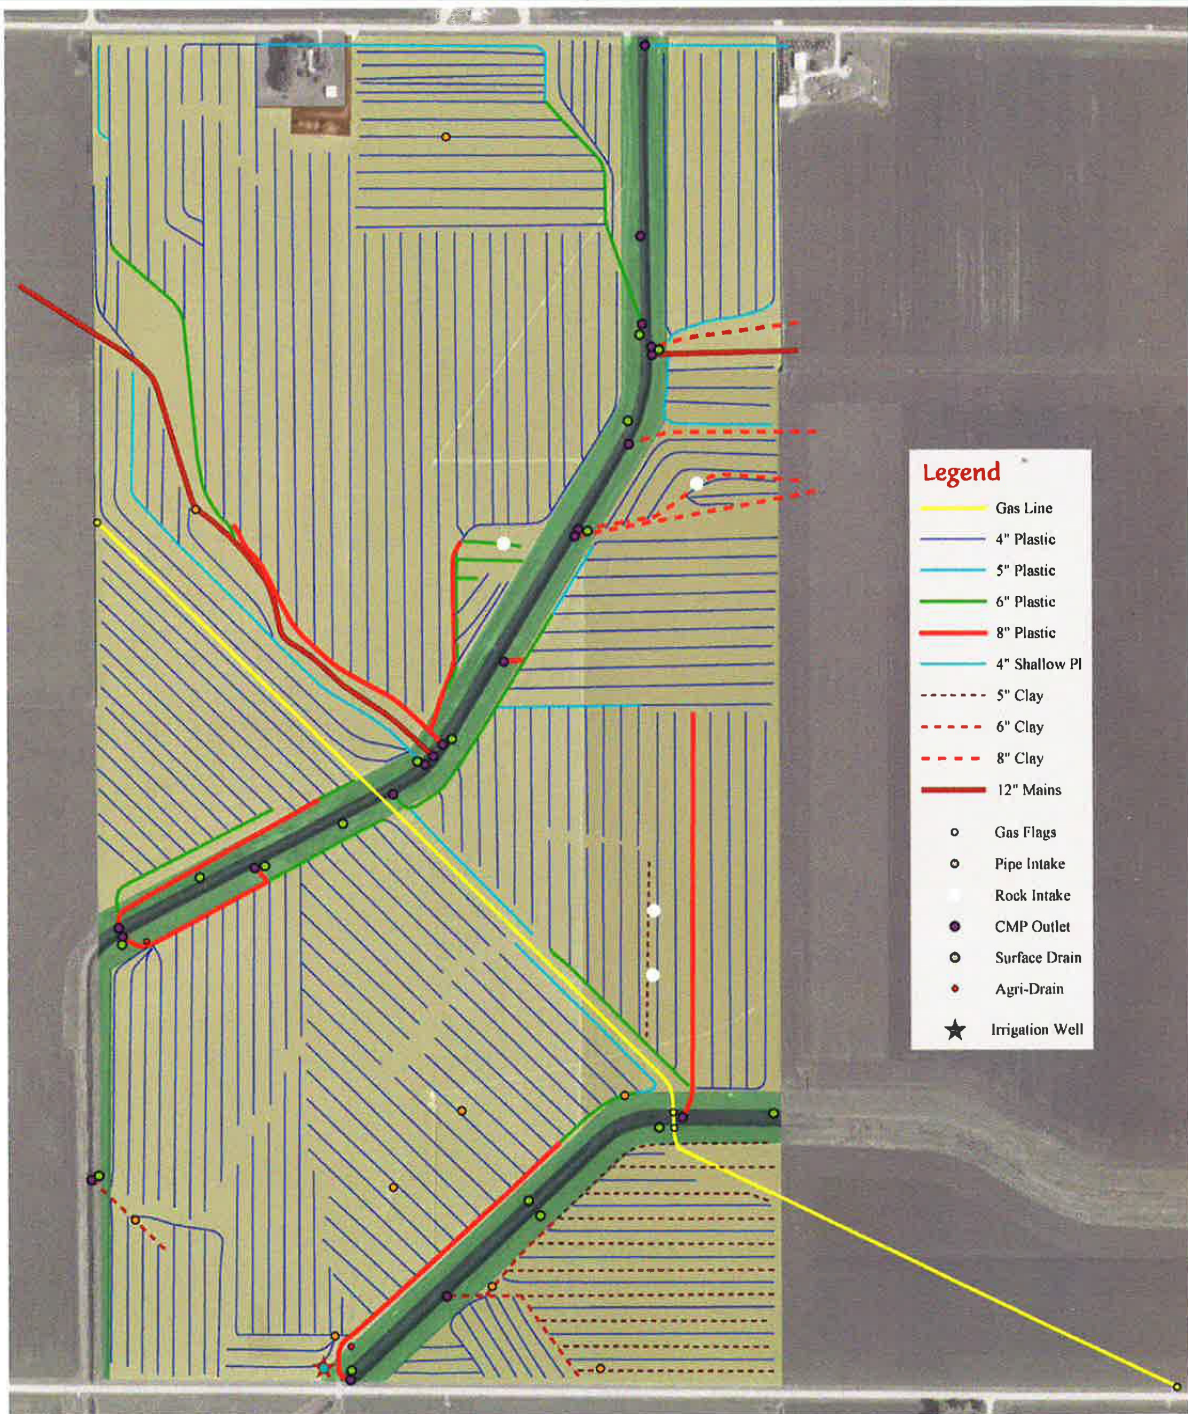 Legend
Gas Line
4" Plastic
5" Plastic
6" Plastic
8" Plastic
4" Shallow Pl
5" Clay
6" Clay
8" Clay
12" Mains
Gas Flags
Pipe Intake
Rock Intake
CMP Outlet
Surface Drain
Agri-Drain
Irrigation Well